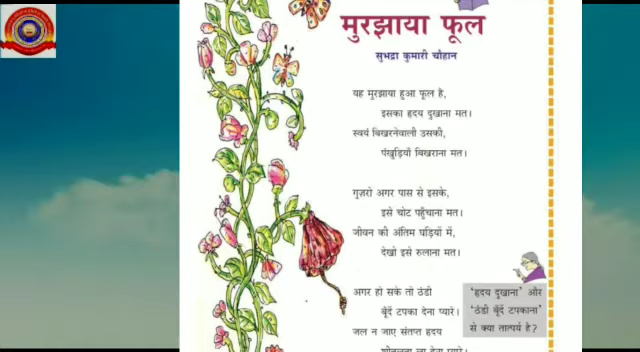 मुरझाया फूल
सुभद्रा कुमारी चौहान
यह मुरझाया हुआ फूल है,
इसका हृदय दुखाना मत।
स्वयं बिखरनेवाली उसकी,
पंखुड़ियाँ बिखराना मत।
गुज़रो अगर पास से इसके,
इसे चोट पहुँचाना मत।
जीवन की अंतिम घड़ियों में,
देखो इसे रुलाना मत।
अगर हो सके तो ठंडी
बूँदें टपका देना प्यारे।
जल न जाए संतप्त हृदय
शीतलता ला देना प्यारे।
'हृदय दुखाना' और
'ठंडी बूँदें टपकाना'
से क्या तात्पर्य है?